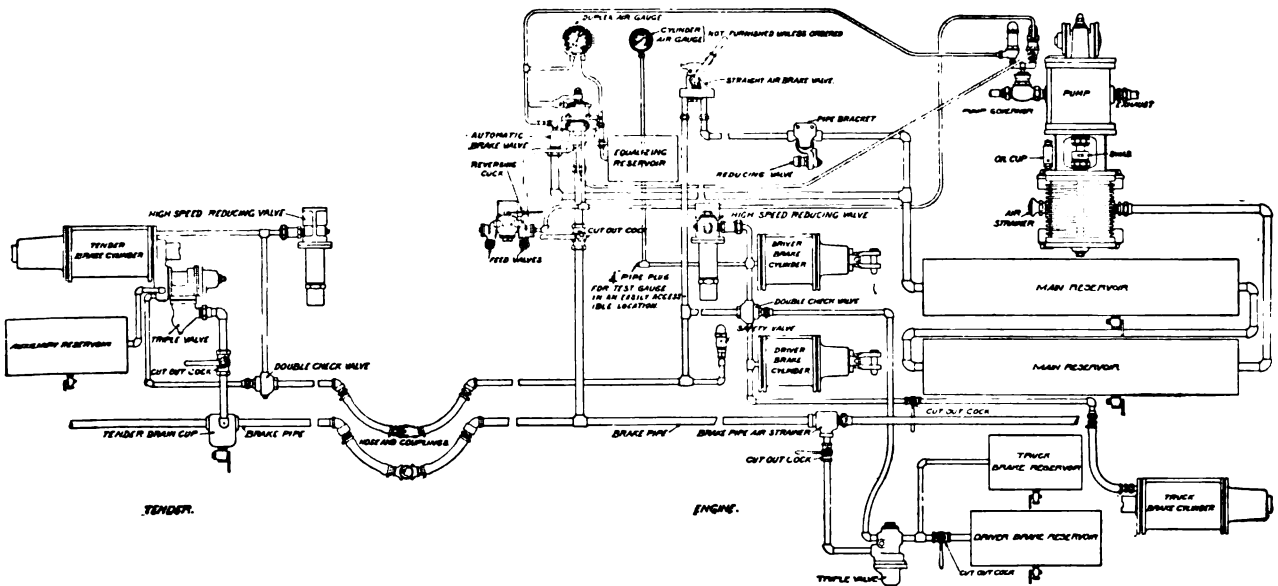 DUPLEX AIR GAUGE
CYLINDER
AIR GAUGE
NOT FURNISHED UNLESS ORDERED
STRAIGHT AIR BRAKE VALVE
PUMP
EXHAUST
PUMP GOVERNOR
PIPE BRACKET
AUTOMATIC
BRAKE VALVE
EQUALIZING
RESERVOIR
OIL CUP
SWAB
REVERSING
COCK
REDUCING VALVE
HIGH SPEED REDUCING VALVE
HIGH SPEED REDUCING VALVE
AIR
STRAINER
TENDER
BRAKE CYLINDER
CUT OUT COCK
FEED VALVES
DRIVER
BRAKE
CYLINDER
PIPE PLUG
FOR TEST GAUGE
IN AN EASILY ACCESS-
IBLE LOCATION.
MAIN RESERVOIR
DOUBLE CHECK VALVE
TRIPLE VALVE
SAFETY VALVE
AUXILIARY RESERVOIR
DRIVER
BRAKE
CYLINDER
CUT OUT COCK
DOUBLE CHECK VALVE
MAIN RESERVOIR
CUT OUT COCK
TENDER DRAIN CUP
BRAKE PIPE
HOSE AND COUPLINGS
BRAKE PIPE
BRAKE PIPE AIR STRAINER
CUT OUT COCK
TRUCK
BRAKE RESERVOIR
TENDER.
ENGINE.
TRUCK
BRAKE CYLINDER
DRIVER BRAKE RESERVOIR
TRIPLE VALVE
CUT OUT COCK